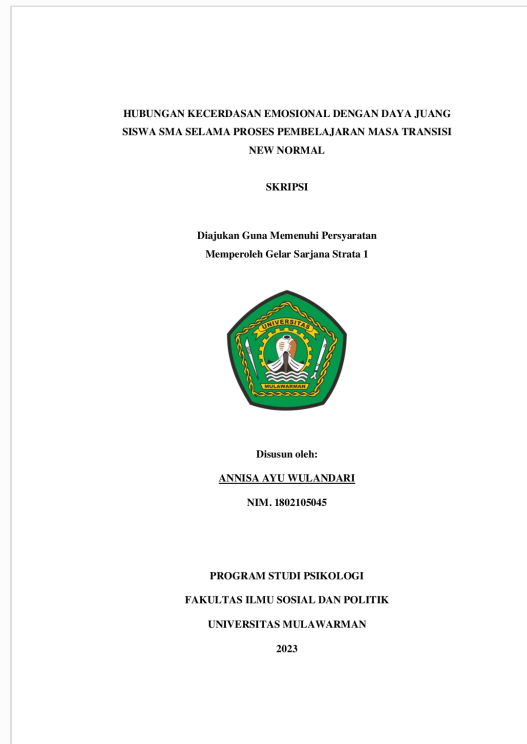 HUBUNGAN KECERDASAN EMOSIONAL DENGAN DAYA JUANG
SISWA SMA SELAMA PROSES PEMBELAJARAN MASA TRANSISI
NEW NORMAL
SKRIPSI
Diajukan Guna Memenuhi Persyaratan
Memperoleh Gelar Sarjana Strata 1
UNIVERSITAS
MULAWARMAN
Disusun oleh:
ANNISA AYU WULANDARI
NIM. 1802105045
PROGRAM STUDI PSIKOLOGI
FAKULTAS ILMU SOSIAL DAN POLITIK
UNIVERSITAS MULAWARMAN
2023